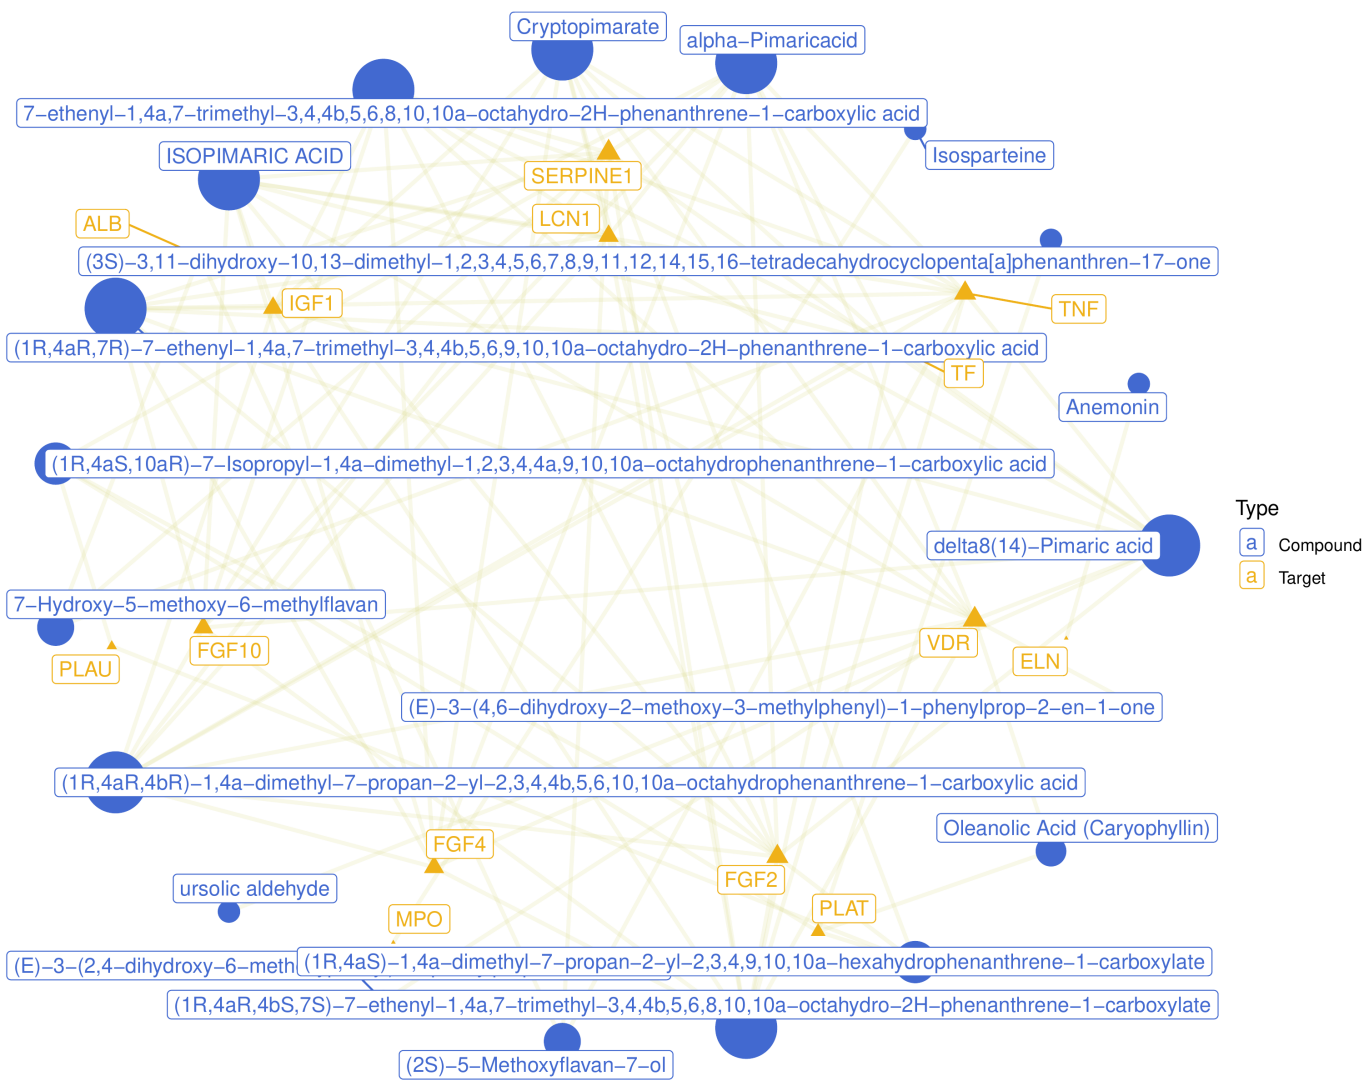 Cryptopimarate
alpha−Pimaricacid
7−ethenyl−1,4a,7−trimethyl−3,4,4b,5,6,8,10,10a−octahydro−2H−phenanthrene−1−carboxylic acid
ISOPIMARIC ACID
Isosparteine
SERPINE1
LCN1
ALB
(3S)−3,11−dihydroxy−10,13−dimethyl−1,2,3,4,5,6,7,8,9,11,12,14,15,16−tetradecahydrocyclopenta[a]phenanthren−17−one
IGF1
TNF
(1R,4aR,7R)−7−ethenyl−1,4a,7−trimethyl−3,4,4b,5,6,9,10,10a−octahydro−2H−phenanthrene−1−carboxylic acid
TF
Anemonin
(1R,4aS,10aR)−7−Isopropyl−1,4a−dimethyl−1,2,3,4,4a,9,10,10a−octahydrophenanthrene−1−carboxylic acid
Type
a Compound
a Target
delta8(14)−Pimaric acid
7−Hydroxy−5−methoxy−6−methylflavan
FGF10
PLAU
VDR
ELN
(E)−3−(4,6−dihydroxy−2−methoxy−3−methylphenyl)−1−phenylprop−2−en−1−one
(1R,4aR,4bR)−1,4a−dimethyl−7−propan−2−yl−2,3,4,4b,5,6,10,10a−octahydrophenanthrene−1−carboxylic acid
Oleanolic Acid (Caryophyllin)
FGF4
FGF2
ursolic aldehyde
PLAT
MPO
(E)−3−(2,4−dihydroxy−6−meth
(1R,4aS)−1,4a−dimethyl−7−propan−2−yl−2,3,4,9,10,10a−hexahydrophenanthrene−1−carboxylate
(1R,4aR,4bS,7S)−7−ethenyl−1,4a,7−trimethyl−3,4,4b,5,6,8,10,10a−octahydro−2H−phenanthrene−1−carboxylate
(2S)−5−Methoxyflavan−7−ol